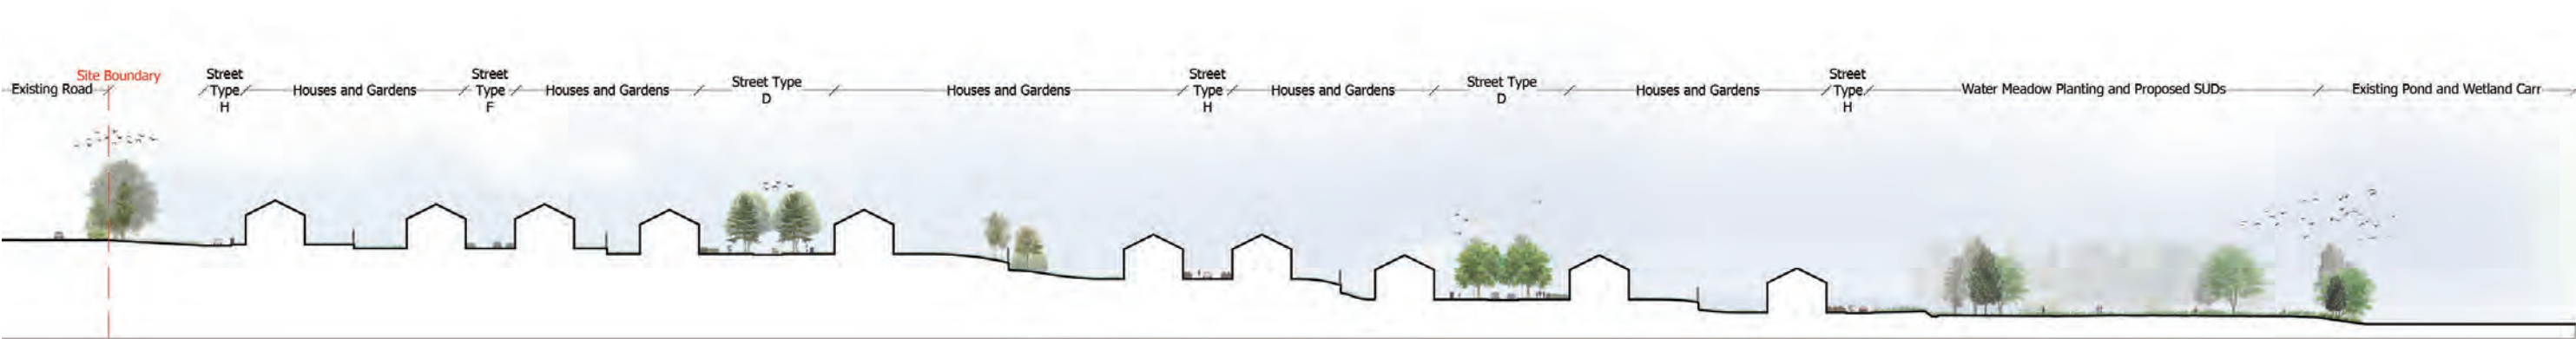 Existing Road
Site Boundary
Street
Type
H
Houses and Gardens
Street
Type
F
Houses and Gardens
Street Type
D
Houses and Gardens
Street
Type
H
Houses and Gardens
Street Type
D
Houses and Gardens
Street
Type
H
Water Meadow Planting and Proposed SUDs
Existing Pond and Wetland Carr